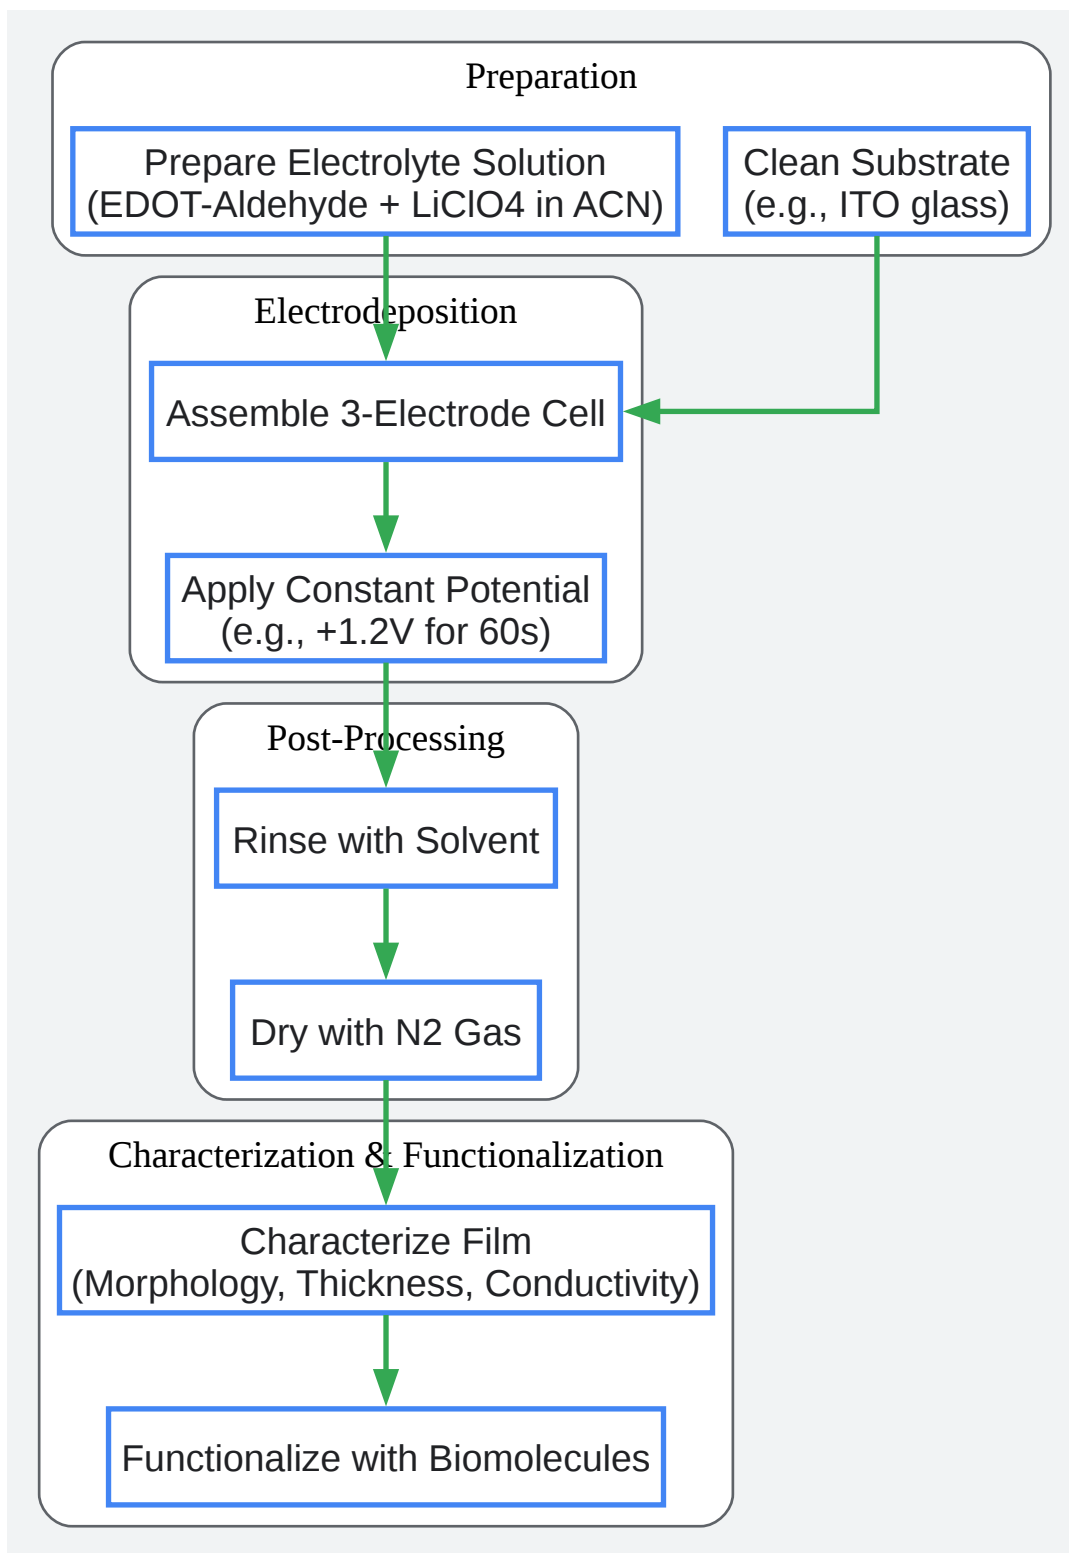 Preparation
Prepare Electrolyte Solution
(EDOT-Aldehyde + LiClO4 in ACN)
Clean Substrate
(e.g., ITO glass)
Electrodeposition
Assemble 3-Electrode Cell
Apply Constant Potential
(e.g., +1.2V for 60s)
Post-Processing
Rinse with Solvent
Dry with N2 Gas
Characterization & Functionalization
Characterize Film
(Morphology, Thickness, Conductivity)
Functionalize with Biomolecules